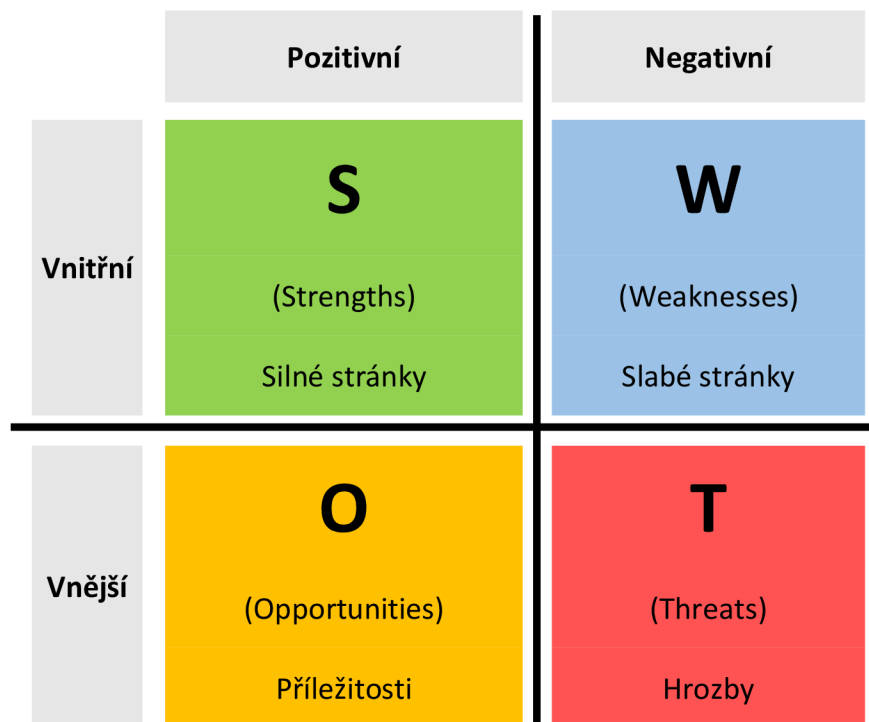 Pozitivní
Negativní
Vnitřní
S
(Strengths)
Silné stránky
W
(Weaknesses)
Slabé stránky
Vnější
O
(Opportunities)
Příležitosti
T
(Threats)
Hrozby